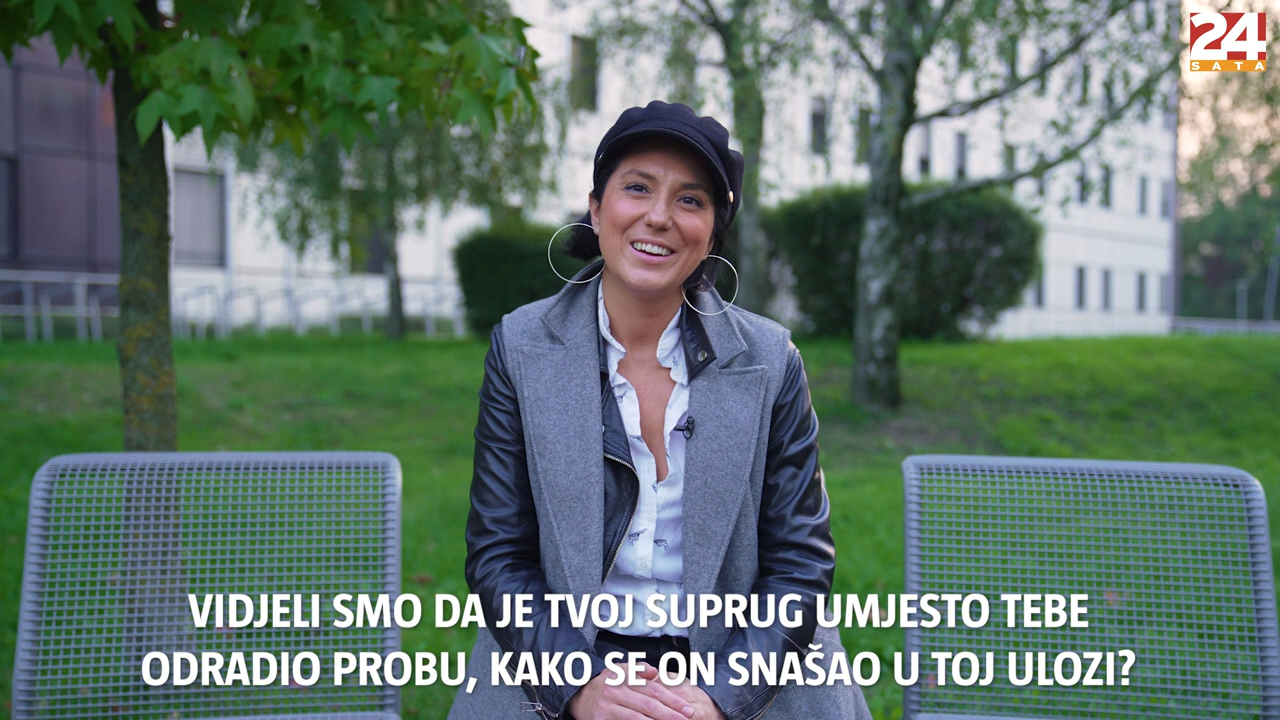 24
SATA
VIDJELI SMO DA JE TVOJ SUPRUG UMJESTO TEBE
ODRADIO PROBU, KAKO SE ON SNAŠAO U TOJ ULOZI?